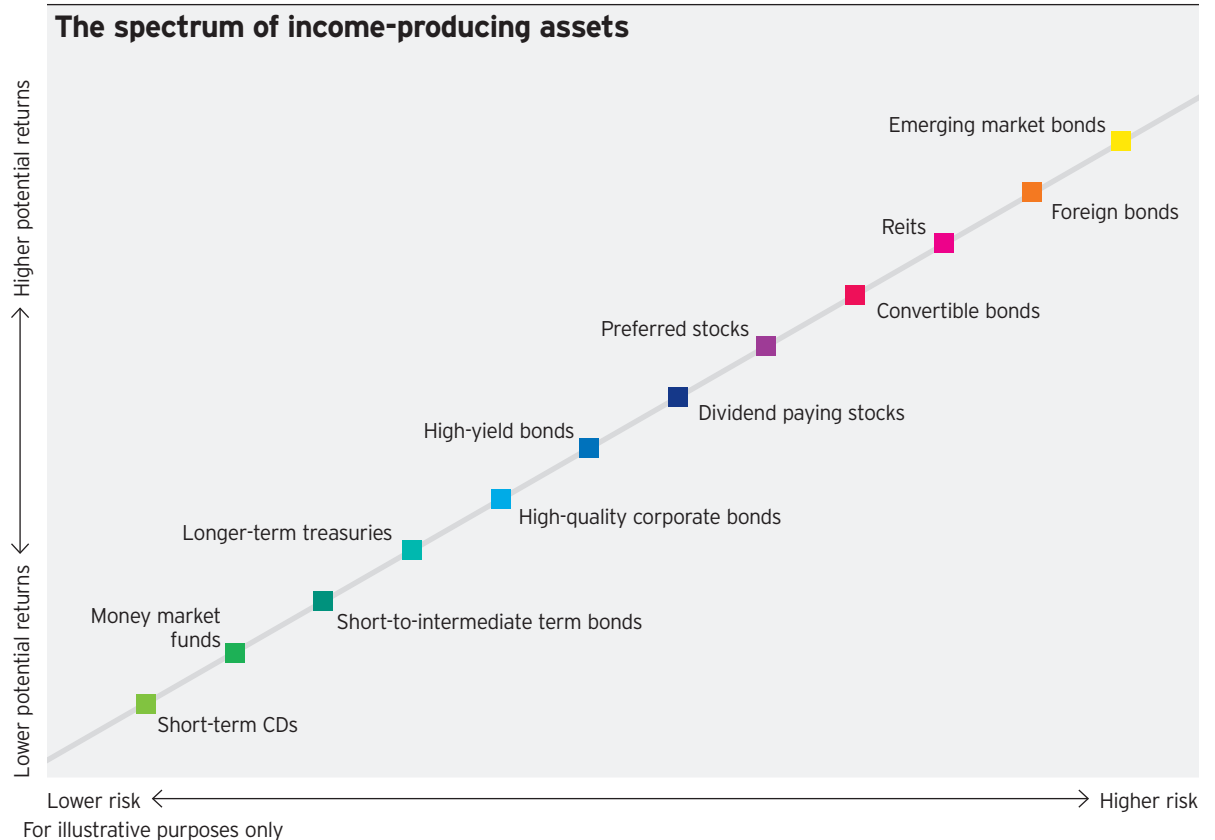 The spectrum of income-producing assets
Higher potential returns
Lower potential returns
Emerging market bonds
Foreign bonds
Reits
Convertible bonds
Preferred stocks
Dividend paying stocks
High-yield bonds
High-quality corporate bonds
Longer-term treasuries
Short-to-intermediate term bonds
Money market
funds
Short-term CDs
Lower risk
Higher risk
For illustrative purposes only